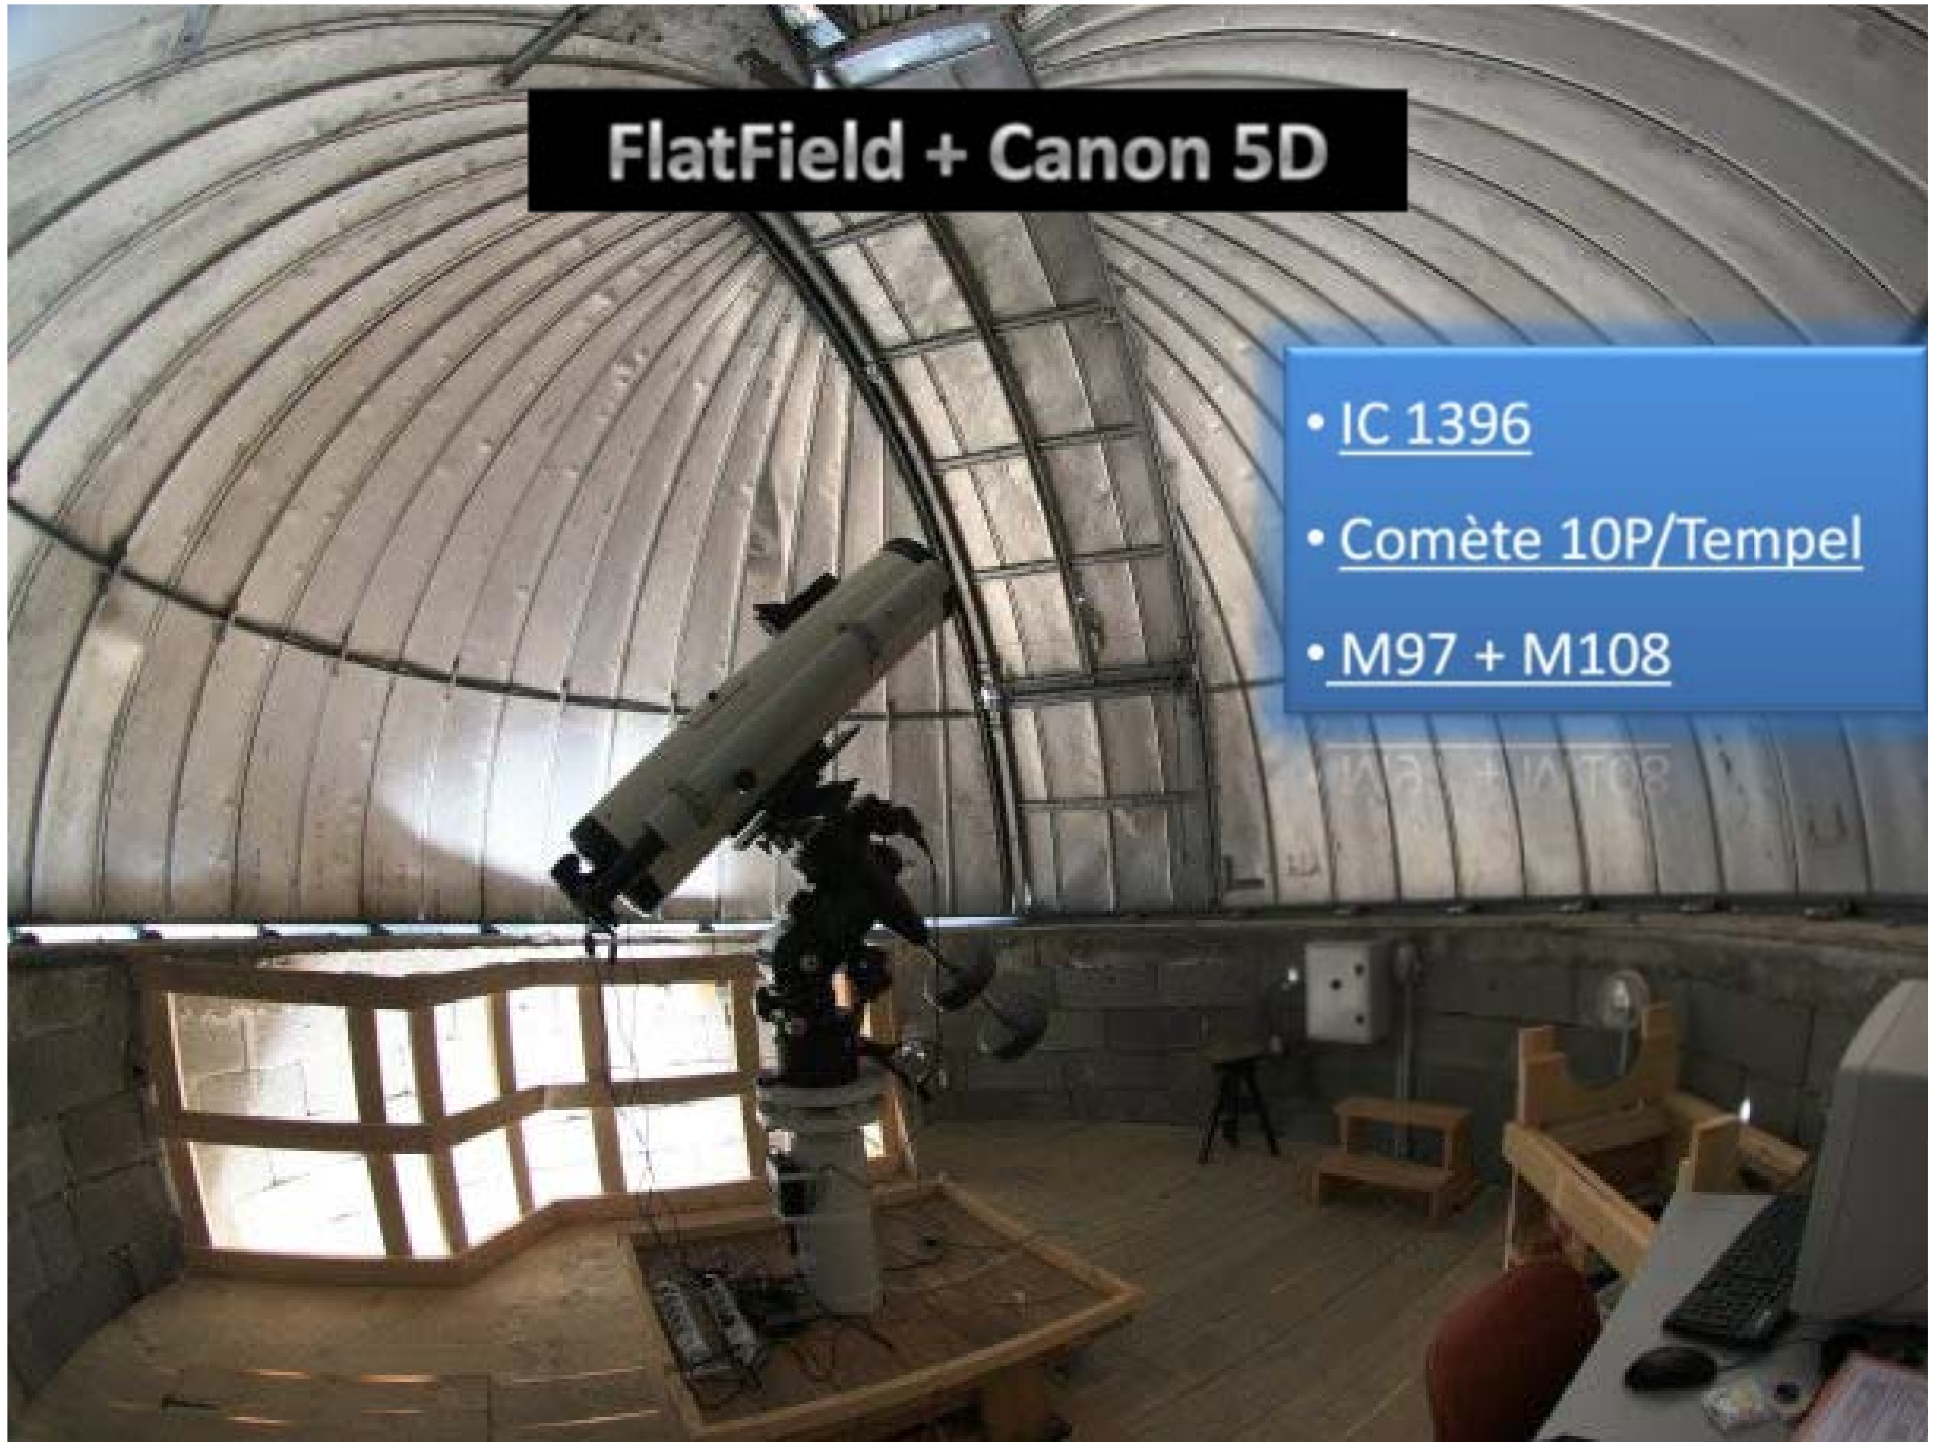 FlatField + Canon 5D
• IC 1396
• Comète 10P/Tempel
• M97 + M108